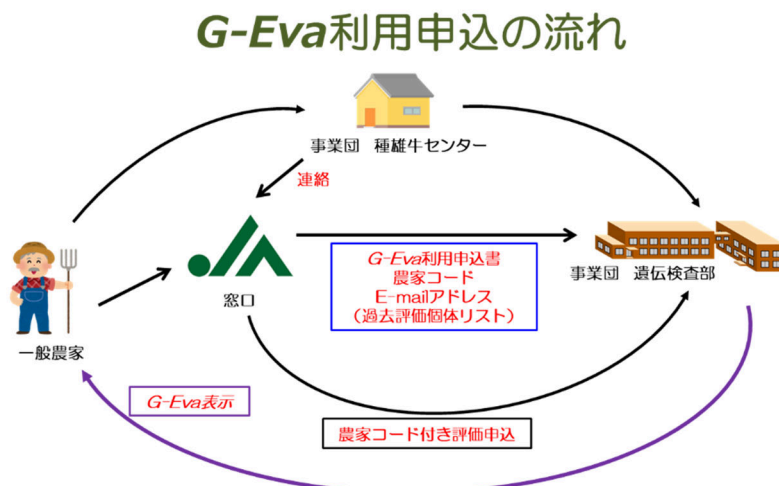 G-Eva利用申込の流れ
事業団　種雄牛センター
連絡
G-Eva利用申込書
農家コード
E-mailアドレス
（過去評価個体リスト）
事業団　遺伝検査部
窓口
一般農家
G-Eva表示
農家コード付き評価申込